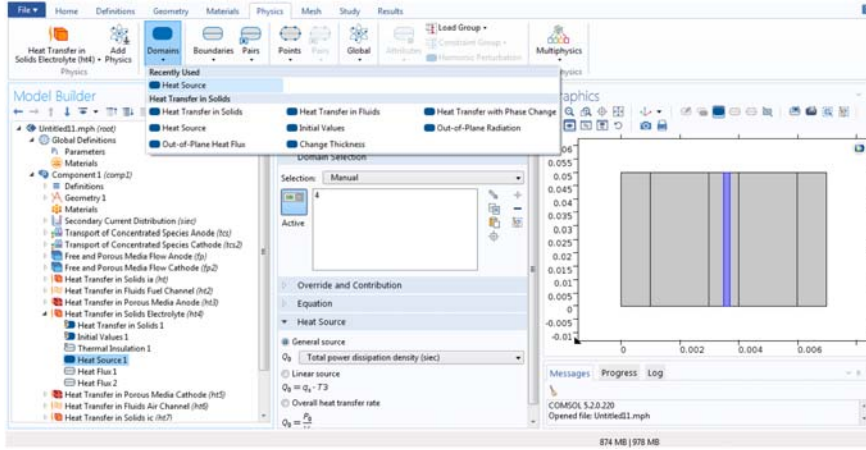 File Home Definitions Geometry Materials Physics Mesh Study Results
Heat Transfer in Solids Electrolyte (ht4)
Add Physics
Domains
Boundaries
Pairs
Points
Pairs
Global
Attributes
Load Group
Constraint Group
Harmonic Perturbation
Multiphysics
Physics
Recently Used
Heat Source
Heat Transfer in Solids
Heat Transfer in Solids Heat Transfer in Fluids Heat Transfer with Phase Change
Heat Source Initial Values Out-of-Plane Radiation
Out-of-Plane Heat Flux Change Thickness
Model Builder
Untitled11.mph (root)
Global Definitions
Pi Parameters
Materials
Component 1 (comp1)
Definitions
Geometry 1
Materials
Secondary Current Distribution (siec)
Transport of Concentrated Species Anode (tcs)
Transport of Concentrated Species Cathode (tcs2)
Free and Porous Media Flow Anode (fp)
Free and Porous Media Flow Cathode (fp2)
Heat Transfer in Solids ia (ht)
Heat Transfer in Fluids Fuel Channel (ht2)
Heat Transfer in Porous Media Anode (ht3)
Heat Transfer in Solids Electrolyte (ht4)
Heat Transfer in Solids 1
Initial Values 1
Thermal Insulation 1
Heat Source 1
Heat Flux 1
Heat Flux 2
Heat Transfer in Porous Media Cathode (ht5)
Heat Transfer in Fluids Air Channel (ht6)
Heat Transfer in Solids ic (ht7)
Domain Selection
Selection: Manual
4
Active
Override and Contribution
Equation
Heat Source
General source
Q₀ Total power dissipation density (siec)
Linear source
Q₀ = qₛ · T3
Overall heat transfer rate
aphics
0.055
0.05
0.045
0.04
0.035
0.03
0.025
0.02
0.015
0.01
0.005
0
-0.005
-0.01
0 0.002 0.004 0.006
Messages Progress Log
COMSOL 5.2.0.220
Opened file: Untitled11.mph
874 MB | 978 MB